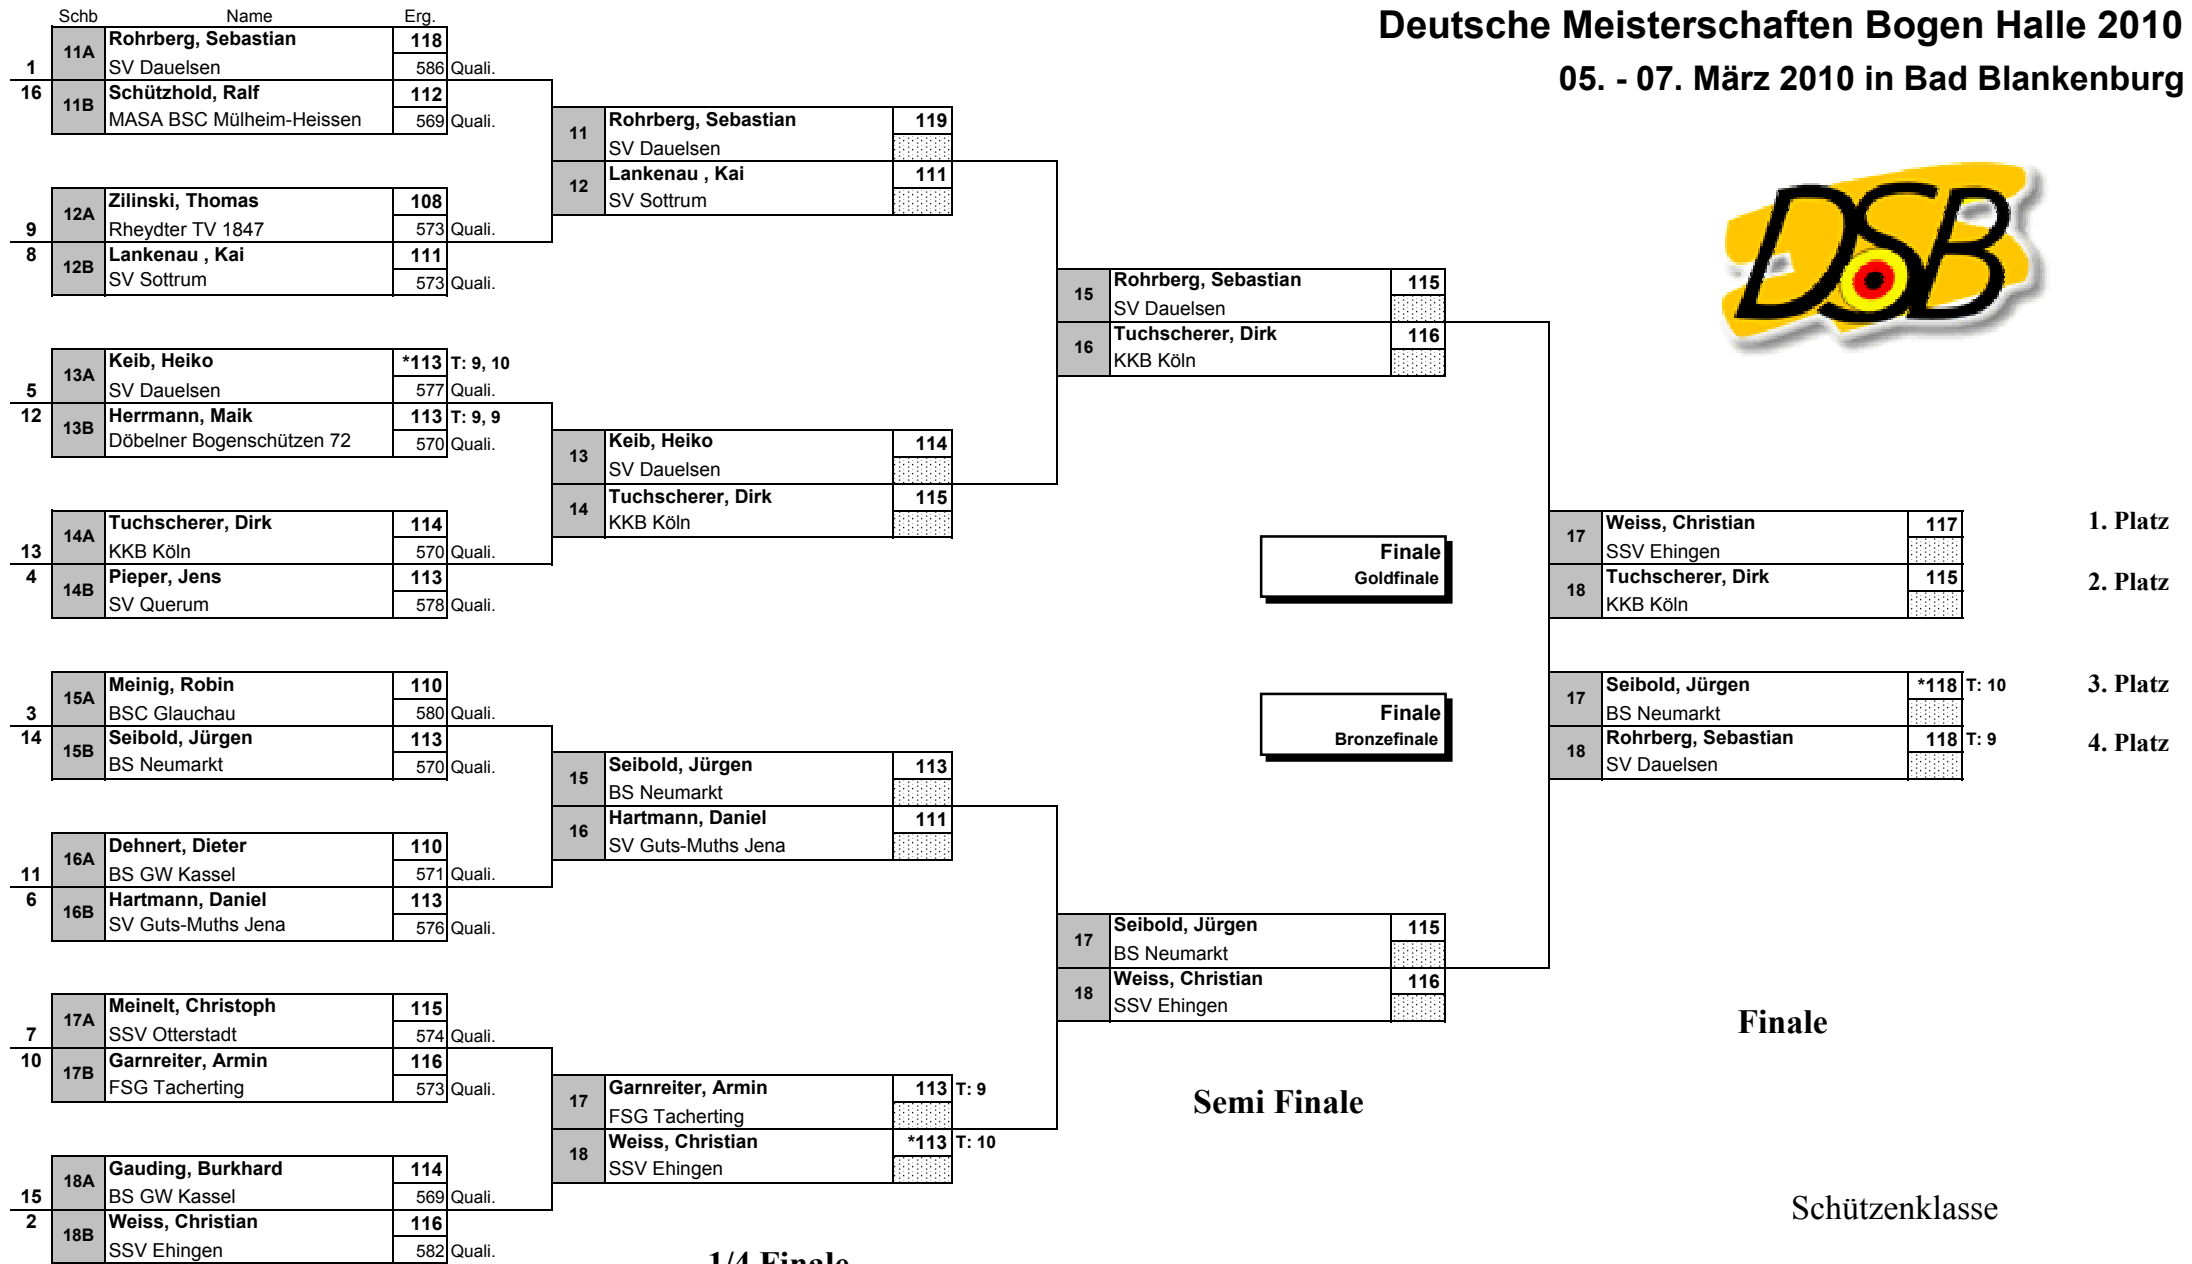 Deutsche Meisterschaften Bogen Halle 2010
05. - 07. März 2010 in Bad Blankenburg
DSB
Schb Name Erg.
11A Rohrberg, Sebastian 118
1 SV Dauelsen 586 Quali.
16 11B Schützhold, Ralf 112
MASA BSC Mülheim-Heissen 569 Quali.
12A Zilinski, Thomas 108
9 Rheydter TV 1847 573 Quali.
8 12B Lankenau , Kai 111
SV Sottrum 573 Quali.
13A Keib, Heiko *113 T: 9, 10
5 SV Dauelsen 577 Quali.
12 13B Herrmann, Maik 113 T: 9, 9
Döbelner Bogenschützen 72 570 Quali.
14A Tuchscherer, Dirk 114
13 KKB Köln 570 Quali.
4 14B Pieper, Jens 113
SV Querum 578 Quali.
15A Meinig, Robin 110
3 BSC Glauchau 580 Quali.
14 15B Seibold, Jürgen 113
BS Neumarkt 570 Quali.
16A Dehnert, Dieter 110
11 BS GW Kassel 571 Quali.
6 16B Hartmann, Daniel 113
SV Guts-Muths Jena 576 Quali.
17A Meinelt, Christoph 115
7 SSV Otterstadt 574 Quali.
10 17B Garnreiter, Armin 116
FSG Tacherting 573 Quali.
18A Gauding, Burkhard 114
15 BS GW Kassel 569 Quali.
2 18B Weiss, Christian 116
SSV Ehingen 582 Quali.
11 Rohrberg, Sebastian 119
SV Dauelsen
12 Lankenau , Kai 111
SV Sottrum
13 Keib, Heiko 114
SV Dauelsen
14 Tuchscherer, Dirk 115
KKB Köln
15 Seibold, Jürgen 113
BS Neumarkt
16 Hartmann, Daniel 111
SV Guts-Muths Jena
17 Garnreiter, Armin 113 T: 9
FSG Tacherting
18 Weiss, Christian *113 T: 10
SSV Ehingen
1/4 Finale
15 Rohrberg, Sebastian 115
SV Dauelsen
16 Tuchscherer, Dirk 116
KKB Köln
17 Seibold, Jürgen 115
BS Neumarkt
18 Weiss, Christian 116
SSV Ehingen
Semi Finale
Finale
Goldfinale
17 Weiss, Christian 117 1. Platz
SSV Ehingen
18 Tuchscherer, Dirk 115 2. Platz
KKB Köln
Finale
Bronzefinale
17 Seibold, Jürgen *118 T: 10 3. Platz
BS Neumarkt
18 Rohrberg, Sebastian 118 T: 9 4. Platz
SV Dauelsen
Finale
Schützenklasse